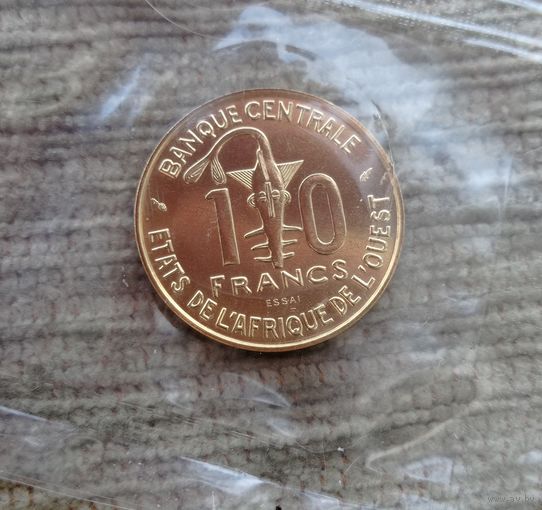 BANQUE CENTRALE
10
FRANCS
ESSAI
ETATS DE L'AFRIQUE DE L'OUEST